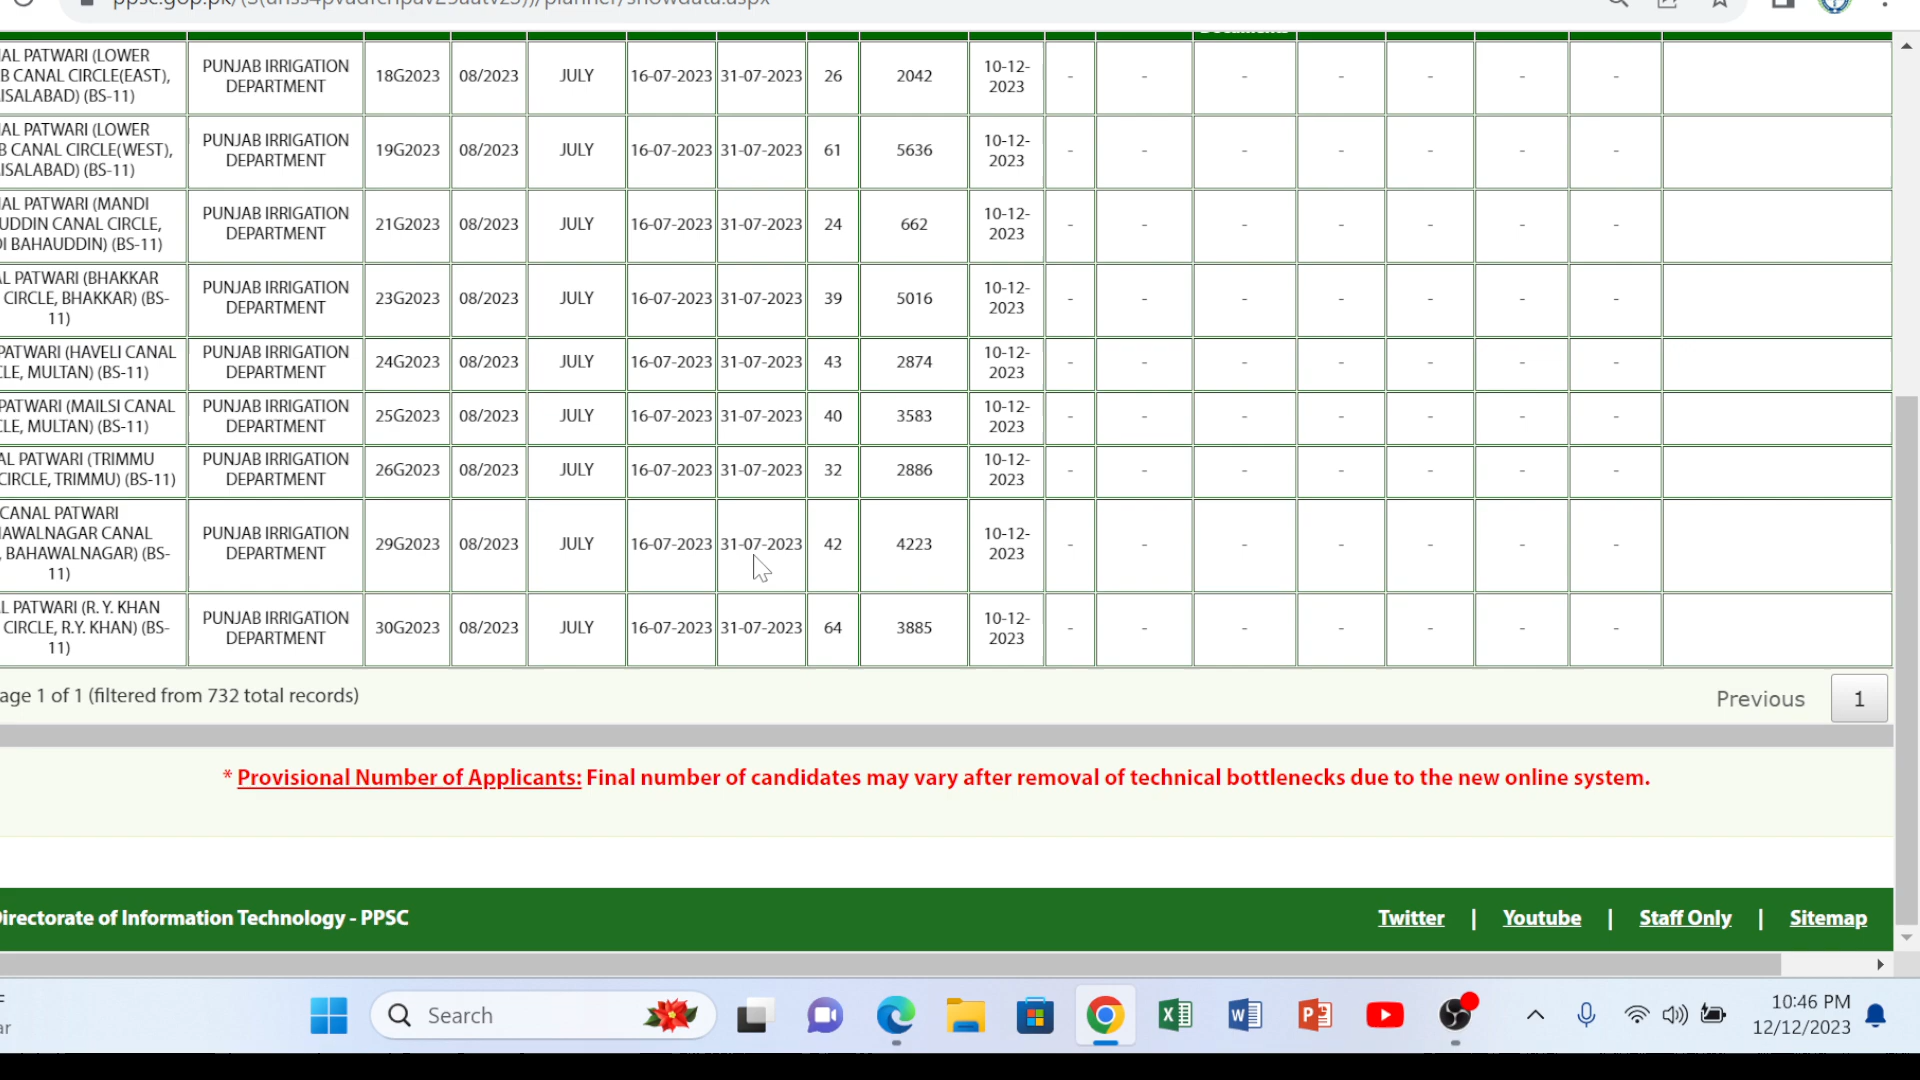 AL PATWARI (LOWER
B CANAL CIRCLE(EAST),
ISALABAD) (BS-11)
PUNJAB IRRIGATION
DEPARTMENT
18G2023
08/2023
JULY
16-07-2023
31-07-2023
26
2042
10-12-
2023
-
-
-
-
-
-
-
AL PATWARI (LOWER
B CANAL CIRCLE(WEST),
ISALABAD) (BS-11)
PUNJAB IRRIGATION
DEPARTMENT
19G2023
08/2023
JULY
16-07-2023
31-07-2023
61
5636
10-12-
2023
-
-
-
-
-
-
-
AL PATWARI (MANDI
UDDIN CANAL CIRCLE,
I BAHAUDDIN) (BS-11)
PUNJAB IRRIGATION
DEPARTMENT
21G2023
08/2023
JULY
16-07-2023
31-07-2023
24
662
10-12-
2023
-
-
-
-
-
-
-
L PATWARI (BHAKKAR
CIRCLE, BHAKKAR) (BS-
11)
PUNJAB IRRIGATION
DEPARTMENT
23G2023
08/2023
JULY
16-07-2023
31-07-2023
39
5016
10-12-
2023
-
-
-
-
-
-
-
PATWARI (HAVELI CANAL
CLE, MULTAN) (BS-11)
PUNJAB IRRIGATION
DEPARTMENT
24G2023
08/2023
JULY
16-07-2023
31-07-2023
43
2874
10-12-
2023
-
-
-
-
-
-
-
PATWARI (MAILSI CANAL
CLE, MULTAN) (BS-11)
PUNJAB IRRIGATION
DEPARTMENT
25G2023
08/2023
JULY
16-07-2023
31-07-2023
40
3583
10-12-
2023
-
-
-
-
-
-
-
AL PATWARI (TRIMMU
CIRCLE, TRIMMU) (BS-11)
PUNJAB IRRIGATION
DEPARTMENT
26G2023
08/2023
JULY
16-07-2023
31-07-2023
32
2886
10-12-
2023
-
-
-
-
-
-
-
CANAL PATWARI
AWALNAGAR CANAL
, BAHAWALNAGAR) (BS-
11)
PUNJAB IRRIGATION
DEPARTMENT
29G2023
08/2023
JULY
16-07-2023
31-07-2023
42
4223
10-12-
2023
-
-
-
-
-
-
-
L PATWARI (R. Y. KHAN
CIRCLE, R.Y. KHAN) (BS-
11)
PUNJAB IRRIGATION
DEPARTMENT
30G2023
08/2023
JULY
16-07-2023
31-07-2023
64
3885
10-12-
2023
-
-
-
-
-
-
-
age 1 of 1 (filtered from 732 total records)
Previous 1
* Provisional Number of Applicants: Final number of candidates may vary after removal of technical bottlenecks due to the new online system.
Directorate of Information Technology - PPSC
Twitter | Youtube | Staff Only | Sitemap
Search
10:46 PM
12/12/2023